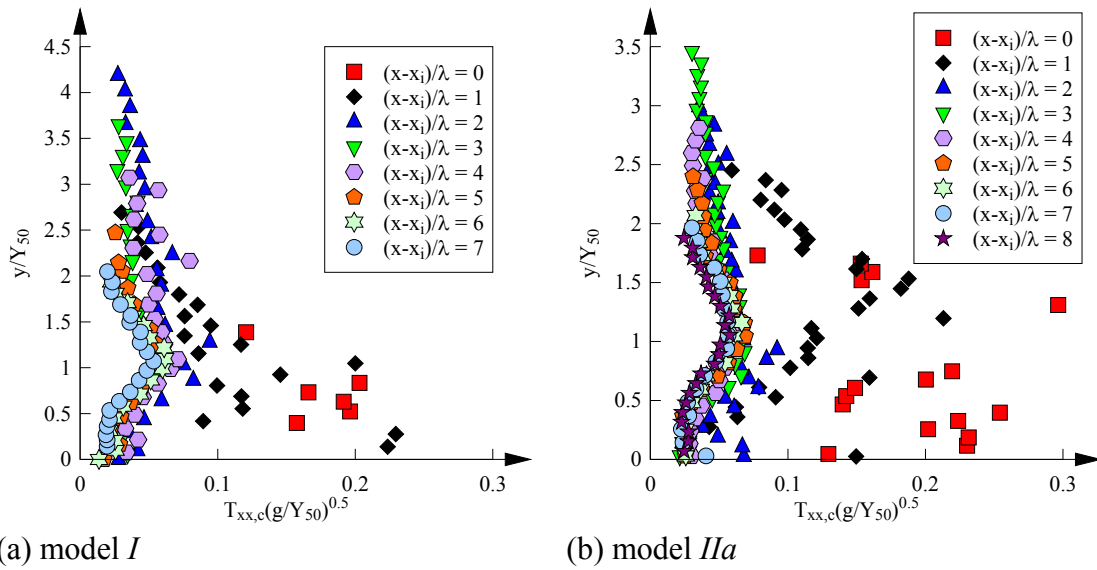 4.5
4
3.5
3
2.5
2
1.5
1
0.5
0
y/Y50
0 0.1 0.2 0.3
Txx,c(g/Y50)^0.5
(x-xi)/λ = 0
(x-xi)/λ = 1
(x-xi)/λ = 2
(x-xi)/λ = 3
(x-xi)/λ = 4
(x-xi)/λ = 5
(x-xi)/λ = 6
(x-xi)/λ = 7
(a) model I
3.5
3
2.5
2
1.5
1
0.5
0
y/Y50
0 0.1 0.2 0.3
Txx,c(g/Y50)^0.5
(x-xi)/λ = 0
(x-xi)/λ = 1
(x-xi)/λ = 2
(x-xi)/λ = 3
(x-xi)/λ = 4
(x-xi)/λ = 5
(x-xi)/λ = 6
(x-xi)/λ = 7
(x-xi)/λ = 8
(b) model IIa